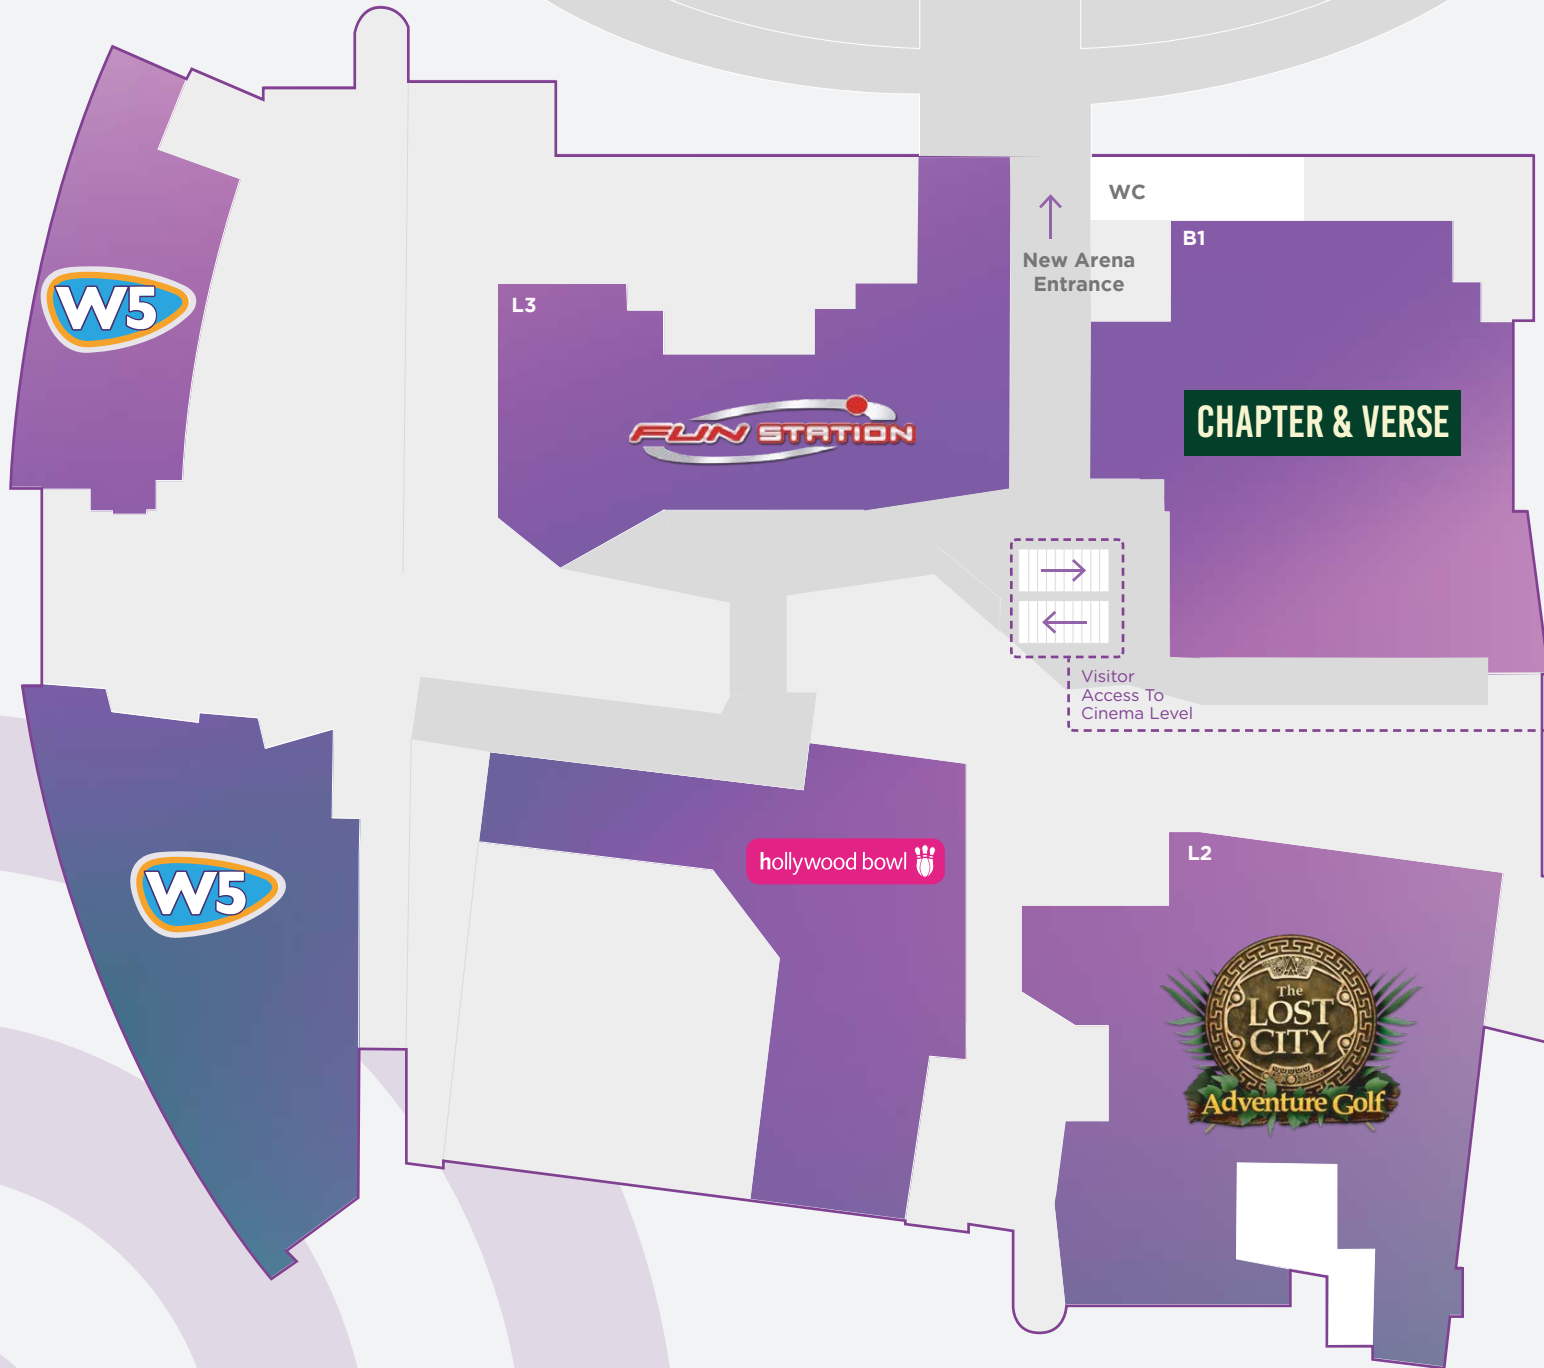 WC
B1
New Arena
Entrance
W5
L3
FUN STATION
CHAPTER & VERSE
Visitor
Access To
Cinema Level
W5
hollywood bowl
L2
The
LOST
CITY
Adventure Golf